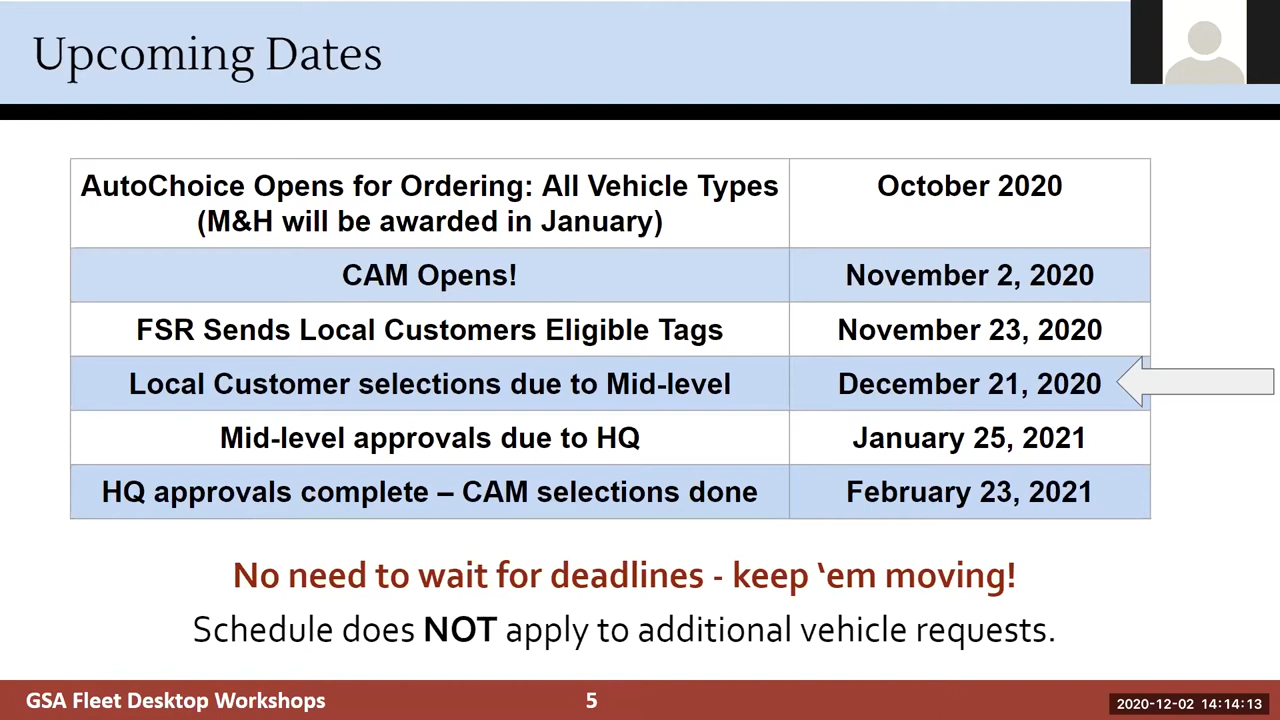 Upcoming Dates
AutoChoice Opens for Ordering: All Vehicle Types
(M&H will be awarded in January)
October 2020
CAM Opens!
November 2, 2020
FSR Sends Local Customers Eligible Tags
November 23, 2020
Local Customer selections due to Mid-level
December 21, 2020
Mid-level approvals due to HQ
January 25, 2021
HQ approvals complete – CAM selections done
February 23, 2021
No need to wait for deadlines - keep ‘em moving!
Schedule does NOT apply to additional vehicle requests.
GSA Fleet Desktop Workshops
5
2020-12-02 14:14:13